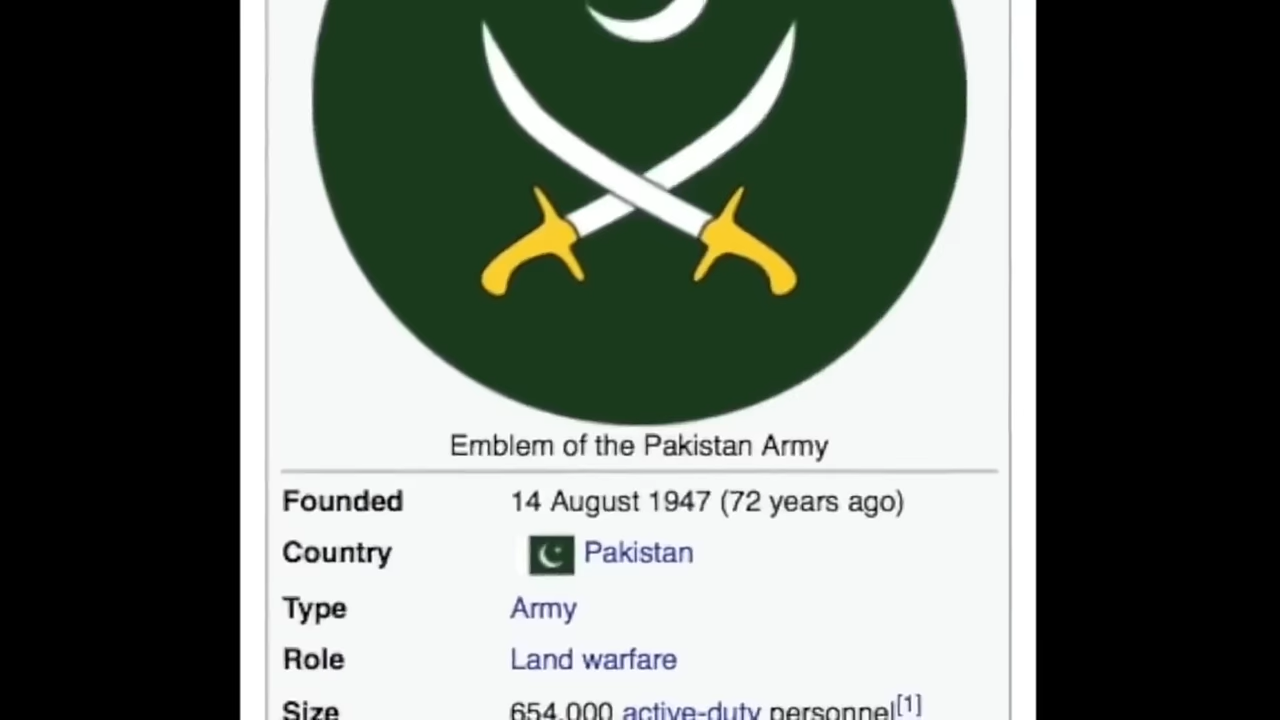 Emblem of the Pakistan Army
Founded 14 August 1947 (72 years ago)
Country Pakistan
Type Army
Role Land warfare
Size 654,000 active-duty personnel[1]